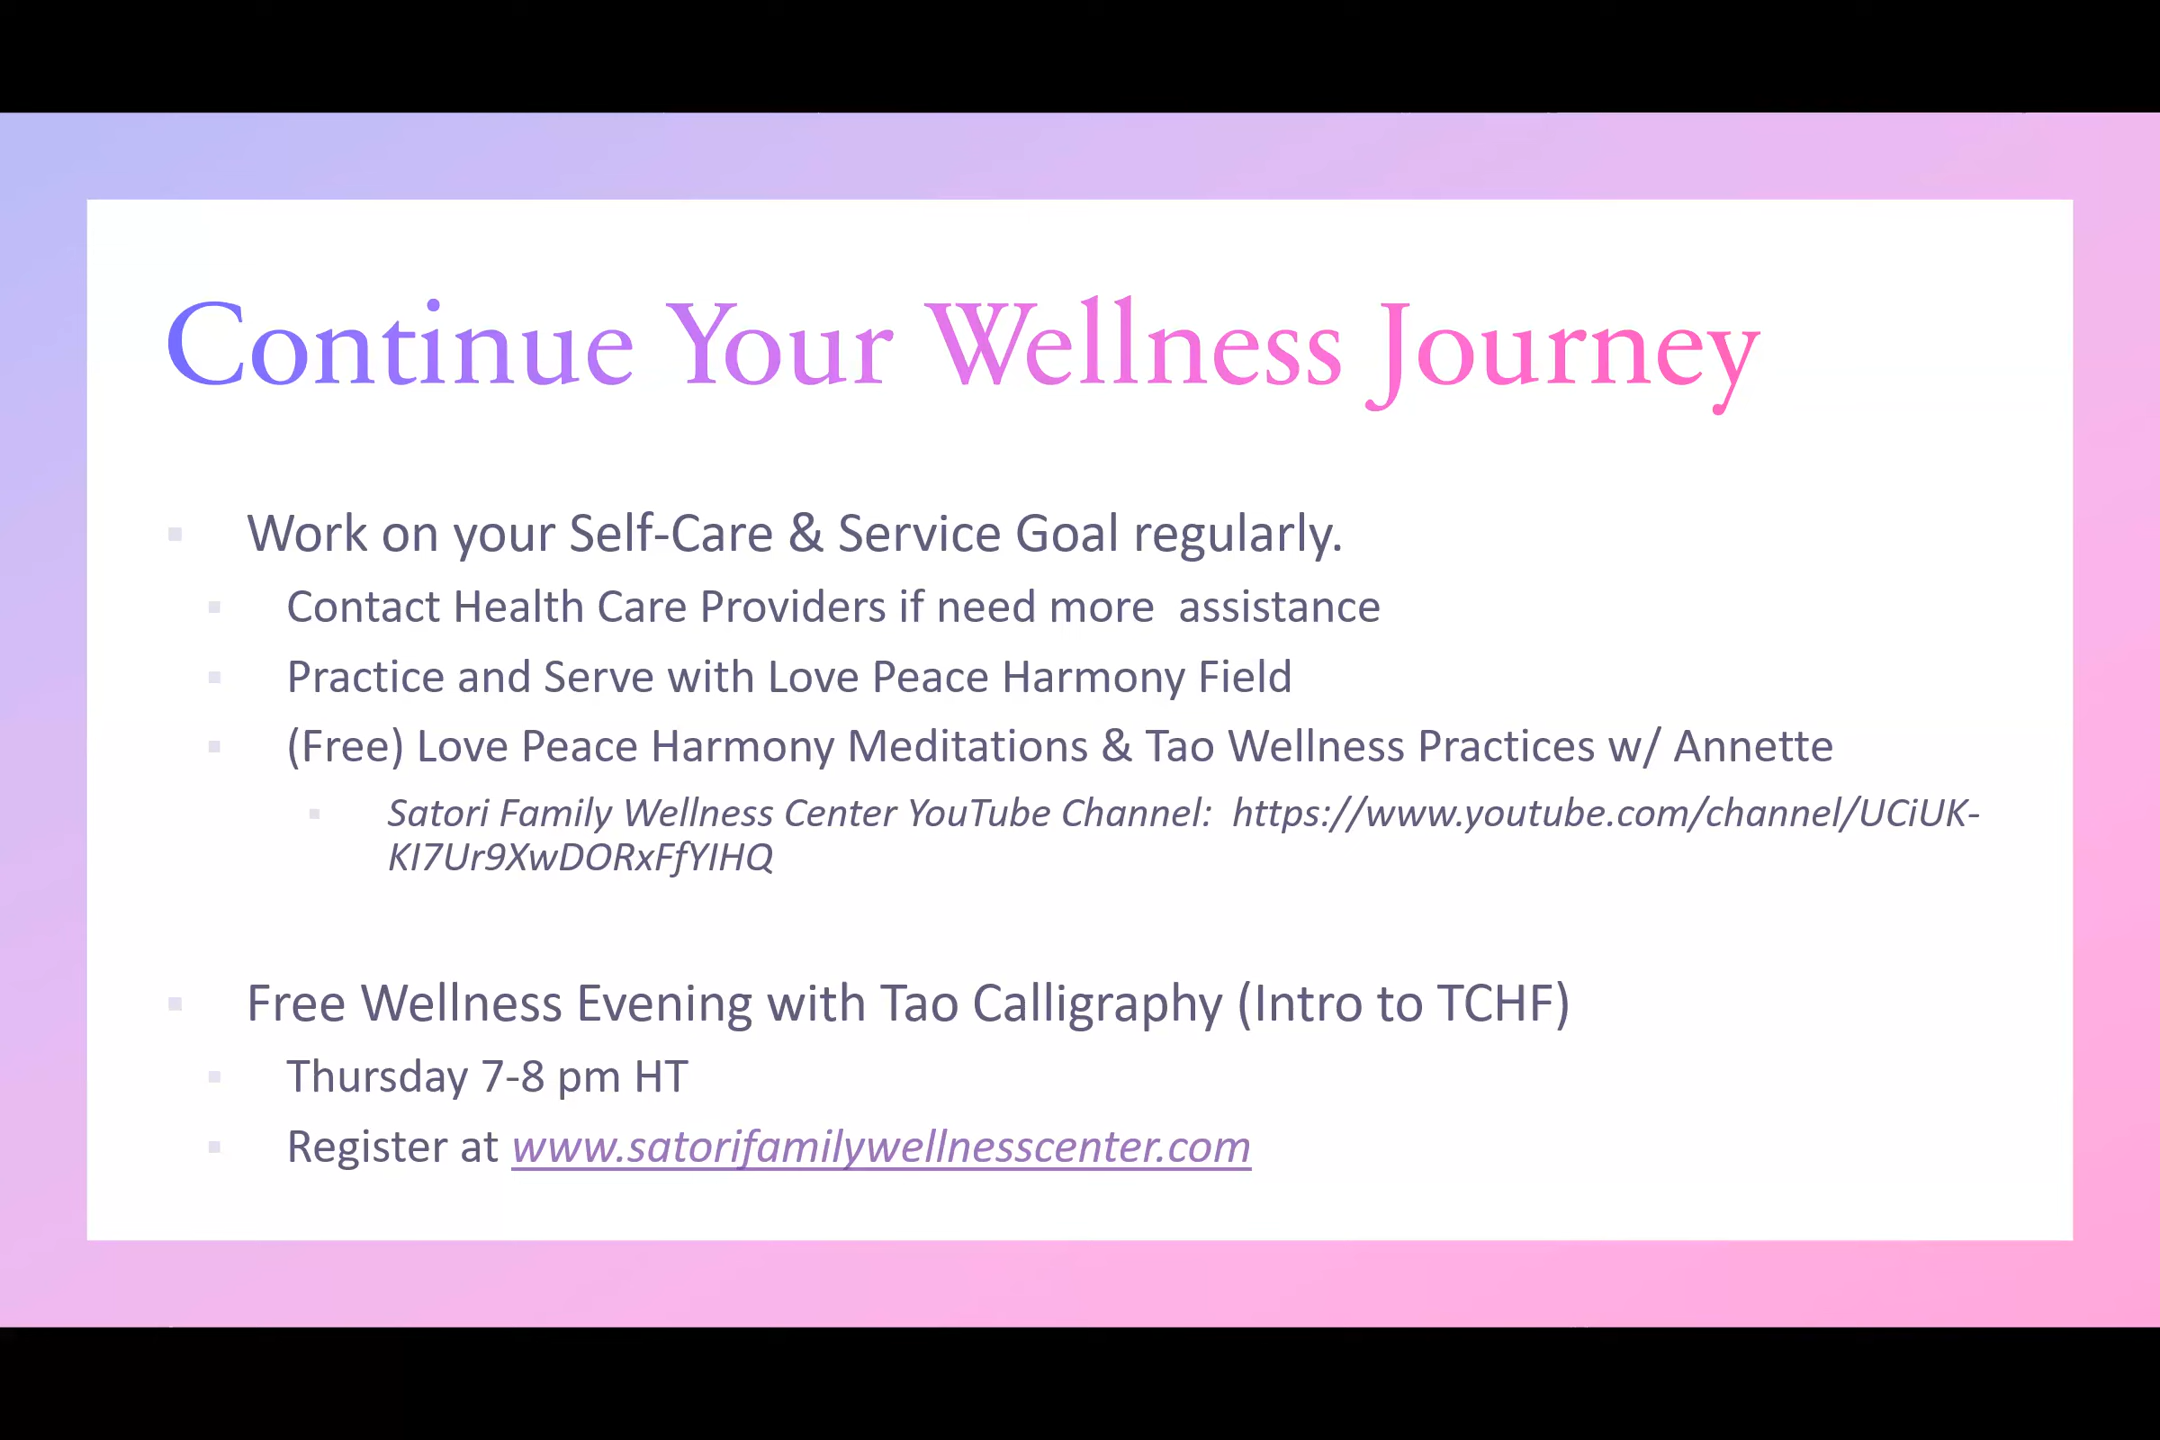 Continue Your Wellness Journey
Work on your Self-Care & Service Goal regularly.
Contact Health Care Providers if need more  assistance
Practice and Serve with Love Peace Harmony Field
(Free) Love Peace Harmony Meditations & Tao Wellness Practices w/ Annette
Satori Family Wellness Center YouTube Channel:  https://www.youtube.com/channel/UCiUK-
KI7Ur9XwDORxFfYIHQ
Free Wellness Evening with Tao Calligraphy (Intro to TCHF)
Thursday 7-8 pm HT
Register at www.satorifamilywellnesscenter.com